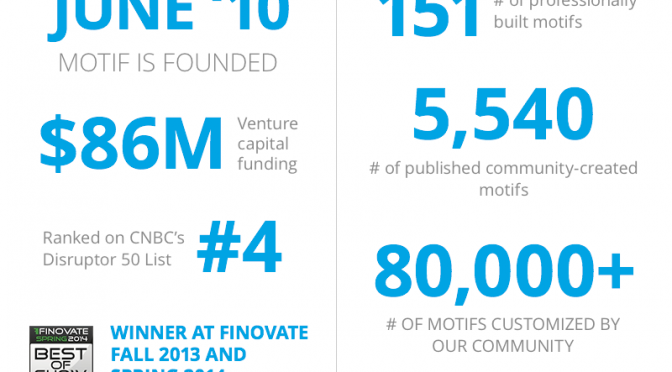 JUNE '10
MOTIF IS FOUNDED
$86M
Venture
capital
funding
Ranked on CNBC's
Disruptor 50 List
#4
FINOVATE
SPRING 2014
BEST
OF
SHOW
WINNER AT FINOVATE
FALL 2013 AND
SPRING 2014
151
# of professionally
built motifs
5,540
# of published community-created
motifs
80,000+
# OF MOTIFS CUSTOMIZED BY
OUR COMMUNITY